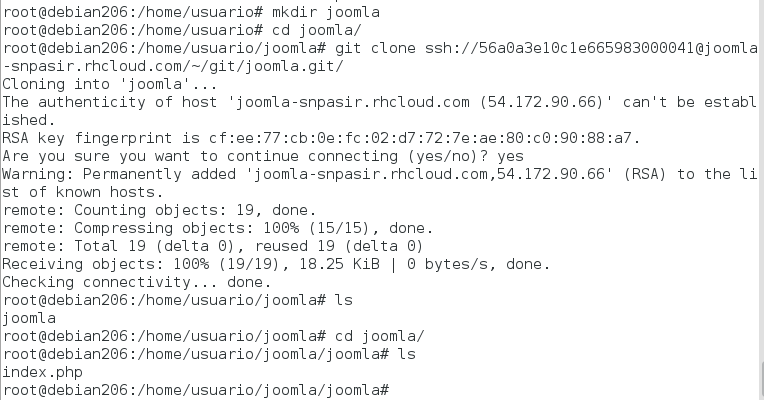 root@debian206:/home/usuario# mkdir joomla
root@debian206:/home/usuario# cd joomla/
root@debian206:/home/usuario/joomla# git clone ssh://56a0a3e10c1e665983000041@joomla
-snpasir.rhcloud.com/~/git/joomla.git/
Cloning into 'joomla'...
The authenticity of host 'joomla-snpasir.rhcloud.com (54.172.90.66)' can't be establ
ished.
RSA key fingerprint is cf:ee:77:cb:0e:fc:02:d7:72:7e:ae:80:c0:90:88:a7.
Are you sure you want to continue connecting (yes/no)? yes
Warning: Permanently added 'joomla-snpasir.rhcloud.com,54.172.90.66' (RSA) to the li
st of known hosts.
remote: Counting objects: 19, done.
remote: Compressing objects: 100% (15/15), done.
remote: Total 19 (delta 0), reused 19 (delta 0)
Receiving objects: 100% (19/19), 18.25 KiB | 0 bytes/s, done.
Checking connectivity... done.
root@debian206:/home/usuario/joomla# ls
joomla
root@debian206:/home/usuario/joomla# cd joomla/
root@debian206:/home/usuario/joomla/joomla# ls
index.php
root@debian206:/home/usuario/joomla/joomla#